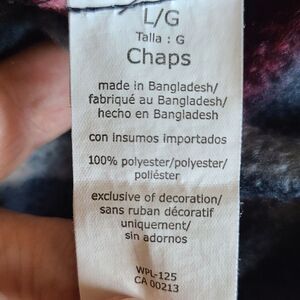 L/G
Talla : G
Chaps
made in Bangladesh/
fabriqué au Bangladesh/
hecho en Bangladesh
con insumos importados
100% polyester/polyester/
poliéster
exclusive of decoration/
sans ruban décoratif
uniquement/
sin adornos
WPL-125
CA 00213